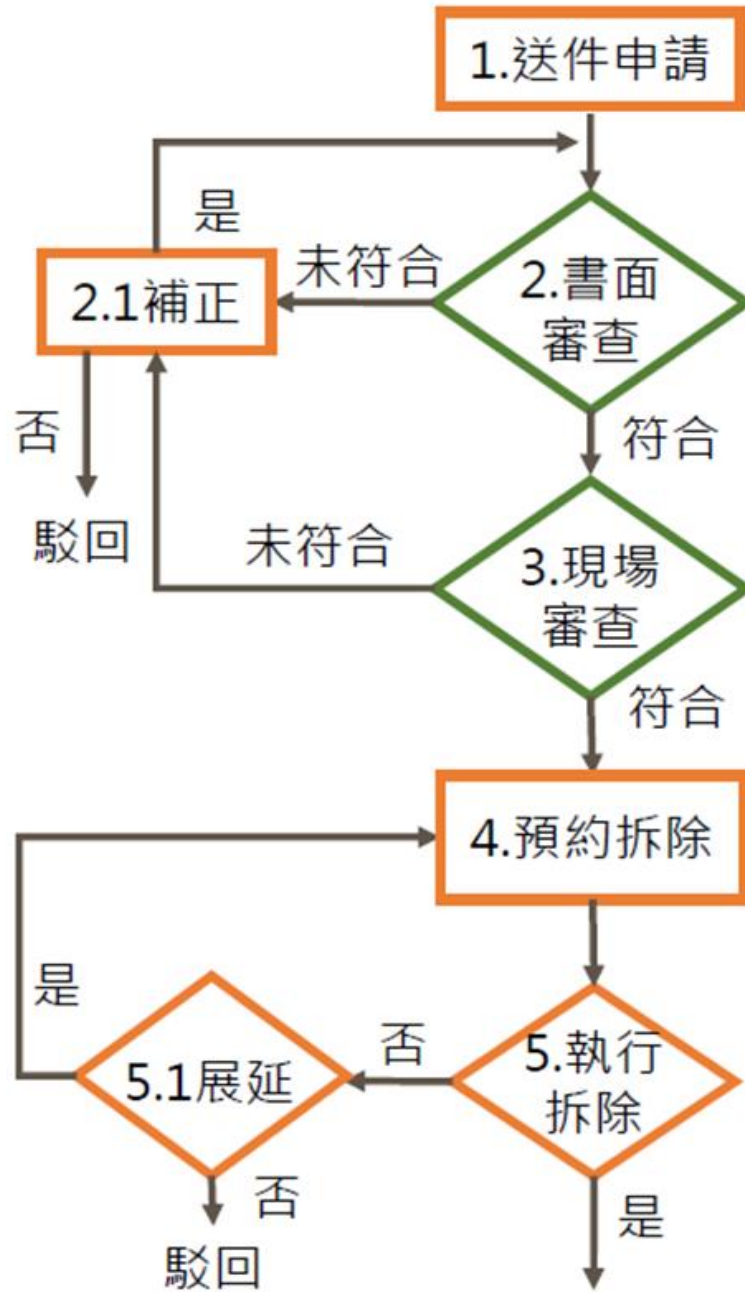 1.送件申請
是
未符合
2.書面
審查
2.1補正
否
符合
駁回
未符合
3.現場
審查
符合
4.預約拆除
是
否
5.執行
拆除
5.1展延
否
是
駁回